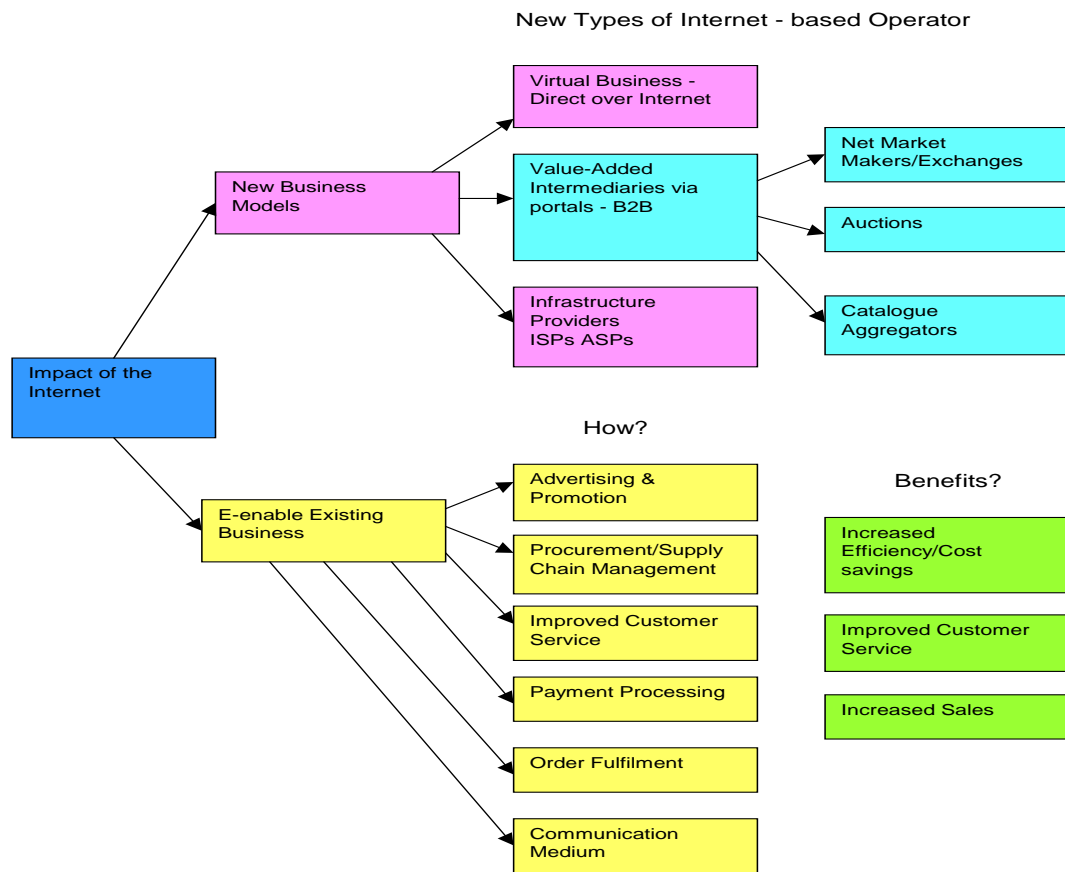 New Types of Internet - based Operator
Virtual Business -
Direct over Internet
Net Market
Makers/Exchanges
Value-Added
Intermediaries via
portals - B2B
New Business
Models
Auctions
Infrastructure
Providers
ISPs ASPs
Catalogue
Aggregators
Impact of the
Internet
How?
Advertising &
Promotion
Benefits?
E-enable Existing
Business
Increased
Efficiency/Cost
savings
Procurement/Supply
Chain Management
Improved Customer
Service
Improved Customer
Service
Payment Processing
Increased Sales
Order Fulfilment
Communication
Medium